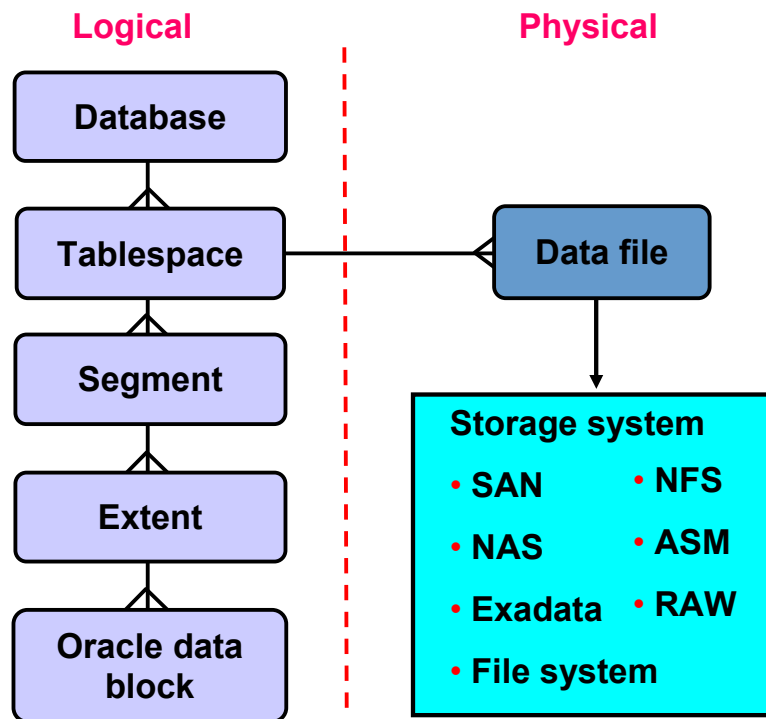 Logical
Physical
Database
Tablespace
Data file
Segment
Extent
Oracle data
block
Storage system
• SAN
• NFS
• NAS
• ASM
• Exadata
• RAW
• File system